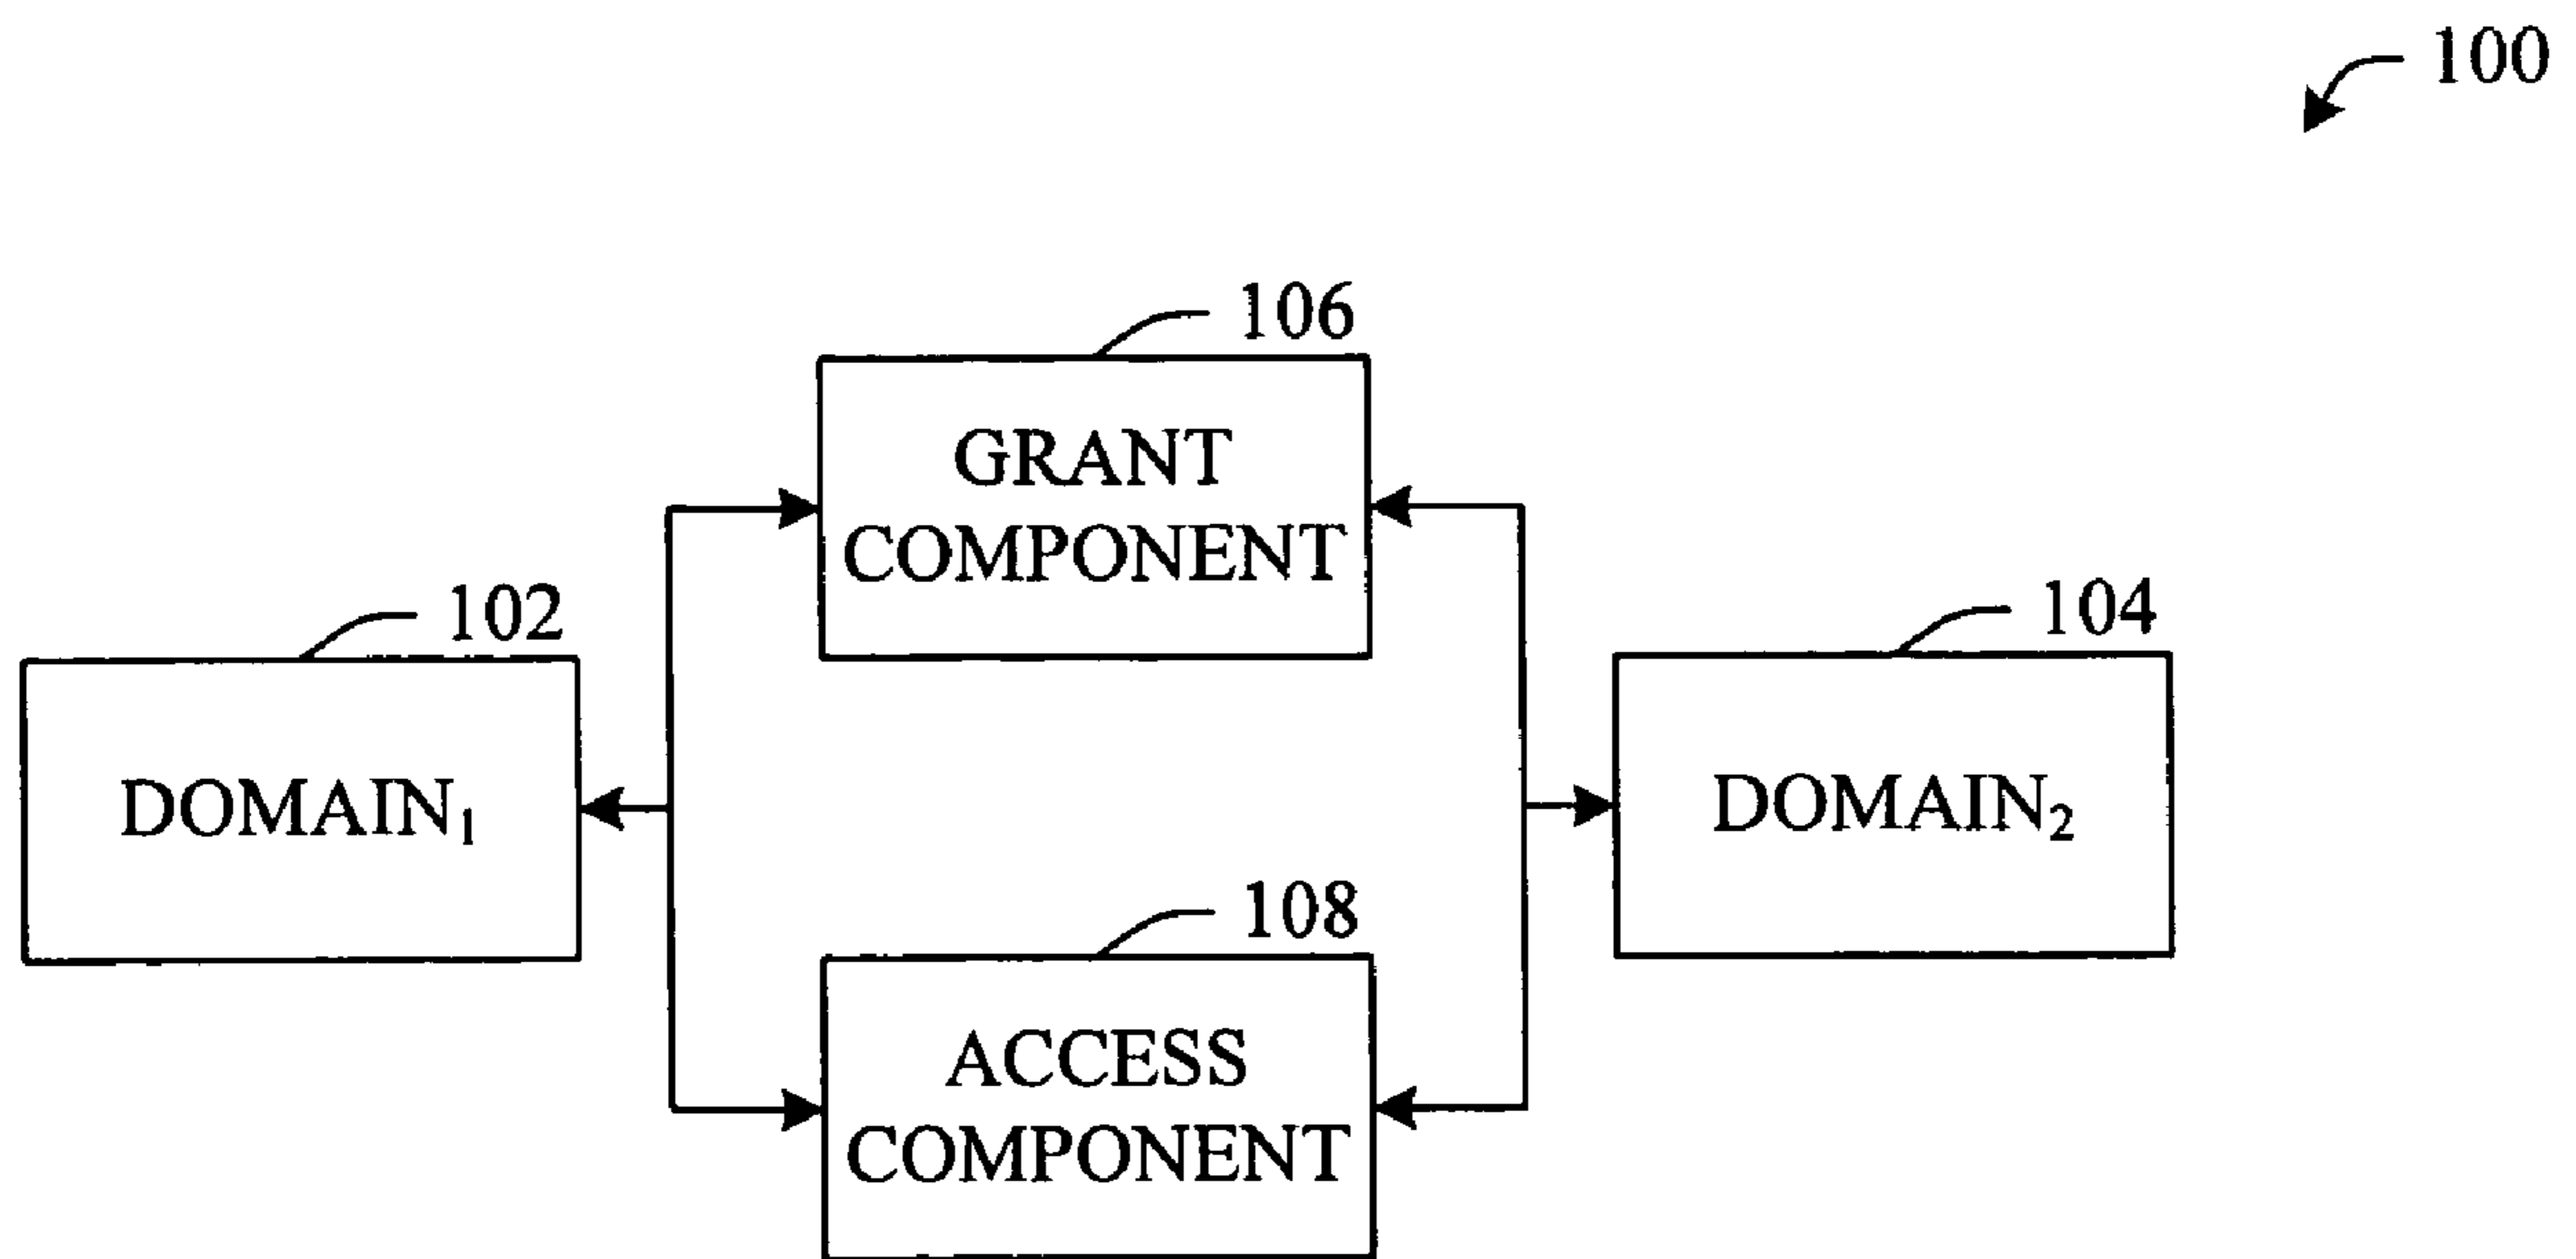 100
106
GRANT
COMPONENT
102
104
DOMAIN₁
DOMAIN₂
108
ACCESS
COMPONENT